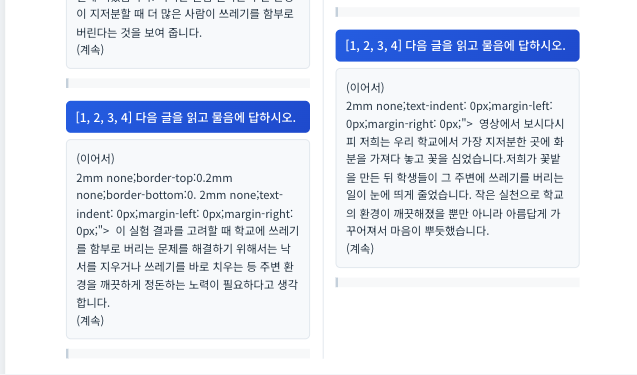 이 지저분할 때 더 많은 사람이 쓰레기를 함부로
버린다는 것을 보여 줍니다.
(계속)
[1, 2, 3, 4] 다음 글을 읽고 물음에 답하시오.
(이어서)
2mm none;border-top:0.2mm
none;border-bottom:0. 2mm none;text-
indent: 0px;margin-left: 0px;margin-right:
0px;">  이 실험 결과를 고려할 때 학교에 쓰레기
를 함부로 버리는 문제를 해결하기 위해서는 낙
서를 지우거나 쓰레기를 바로 치우는 등 주변 환
경을 깨끗하게 정돈하는 노력이 필요하다고 생각
합니다.
(계속)
[1, 2, 3, 4] 다음 글을 읽고 물음에 답하시오.
(이어서)
2mm none;text-indent: 0px;margin-left:
0px;margin-right: 0px;">  영상에서 보시다시
피 저희는 우리 학교에서 가장 지저분한 곳에 화
분을 가져다 놓고 꽃을 심었습니다.저희가 꽃밭
을 만든 뒤 학생들이 그 주변에 쓰레기를 버리는
일이 눈에 띄게 줄었습니다. 작은 실천으로 학교
의 환경이 깨끗해졌을 뿐만 아니라 아름답게 가
꾸어져서 마음이 뿌듯했습니다.
(계속)